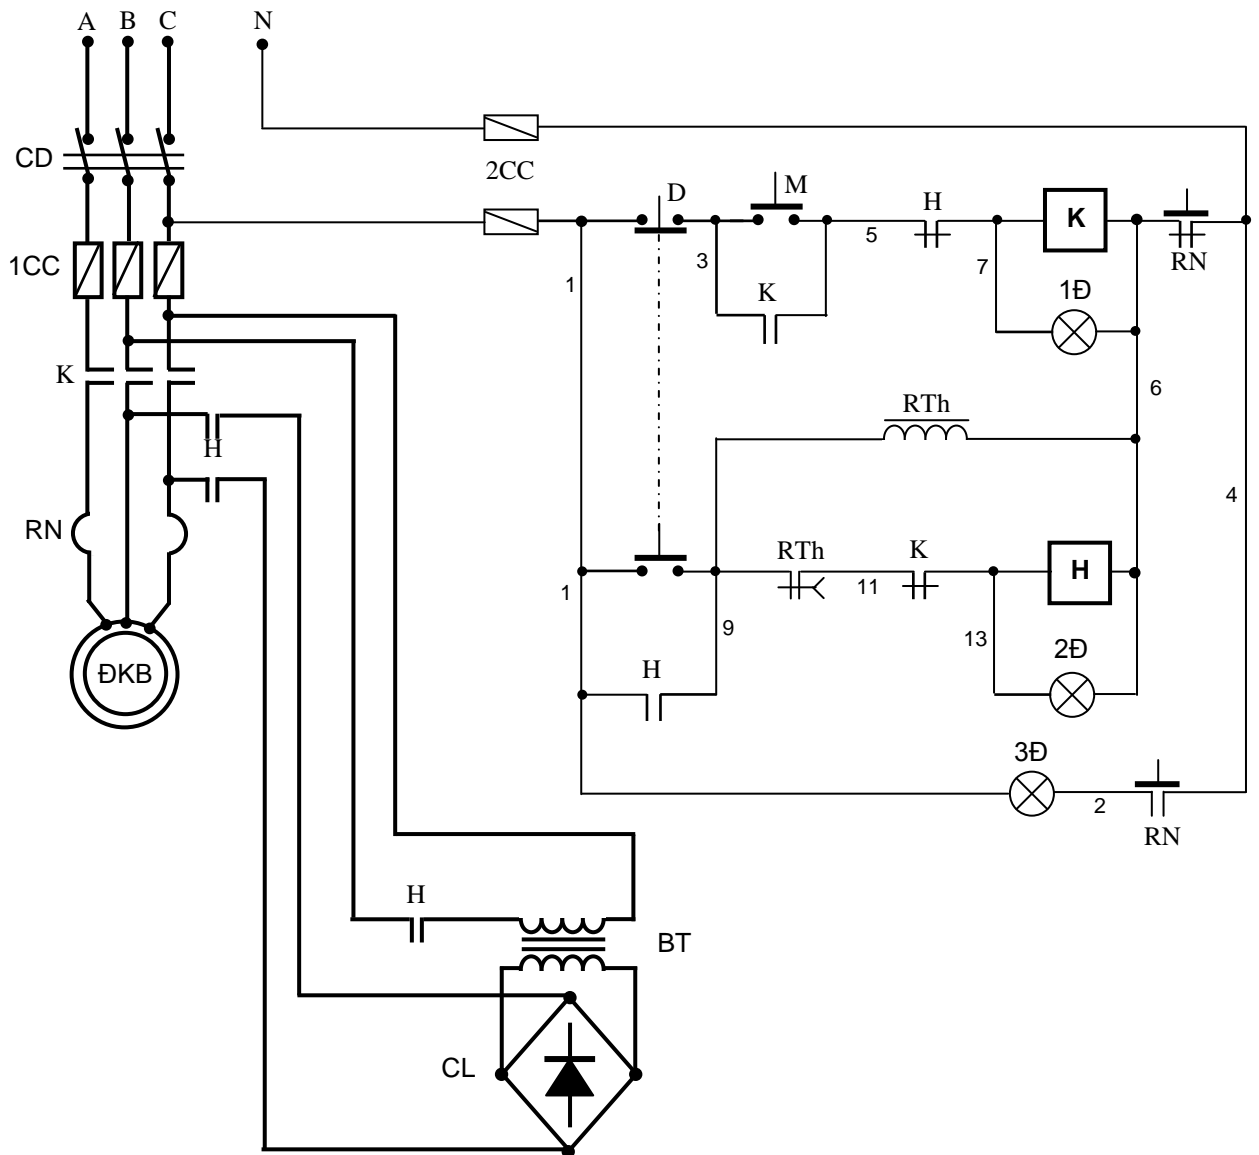 A B C N
CD
2CC
D M H K RN
1CC
1 3 5 7
K 1Đ
K
6
RTh
H
4
RN
RTh K H
1 11
9 13
ĐKB
H 2Đ
3Đ
2
RN
H
BT
CL